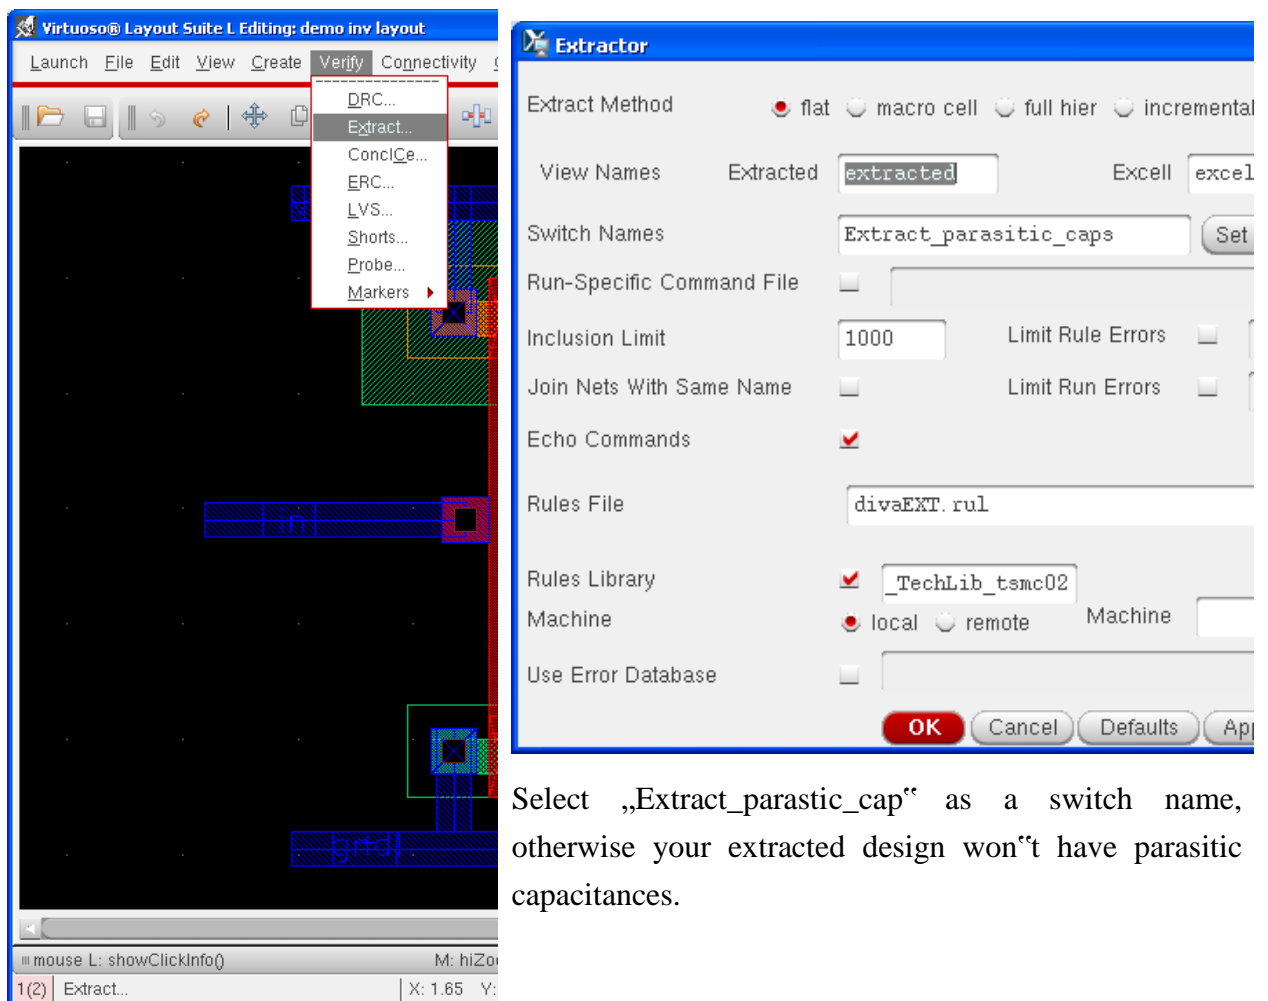 Virtuoso® Layout Suite L Editing: demo inv layout
Launch File Edit View Create Verify Connectivity
DRC...
Extract...
ConclCe...
ERC...
LVS...
Shorts...
Probe...
Markers
in
gnd
mouse L: showClickInfo() M: hiZo
1(2) Extract... X: 1.65 Y:
Extractor
Extract Method flat macro cell full hier incremental
View Names Extracted extracted Excell excel
Switch Names Extract_parasitic_caps Set
Run-Specific Command File
Inclusion Limit 1000 Limit Rule Errors
Join Nets With Same Name Limit Run Errors
Echo Commands
Rules File divaEXT.rul
Rules Library _TechLib_tsmc02
Machine local remote Machine
Use Error Database
OK Cancel Defaults App
Select „Extract_parastic_cap‟ as a switch name,
otherwise your extracted design won‟t have parasitic
capacitances.